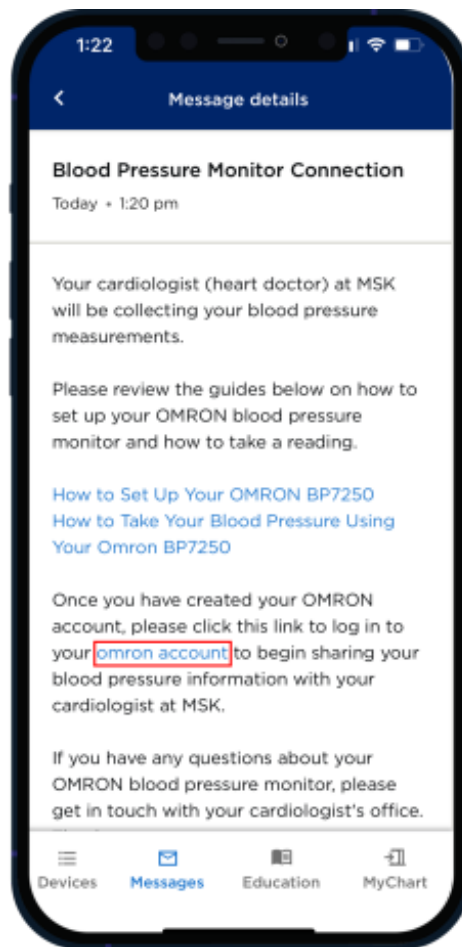 1:22
Message details
Blood Pressure Monitor Connection
Today • 1:20 pm
Your cardiologist (heart doctor) at MSK
will be collecting your blood pressure
measurements.
Please review the guides below on how to
set up your OMRON blood pressure
monitor and how to take a reading.
How to Set Up Your OMRON BP7250
How to Take Your Blood Pressure Using
Your Omron BP7250
Once you have created your OMRON
account, please click this link to log in to
your omron account to begin sharing your
blood pressure information with your
cardiologist at MSK.
If you have any questions about your
OMRON blood pressure monitor, please
get in touch with your cardiologist's office.
Devices Messages Education MyChart